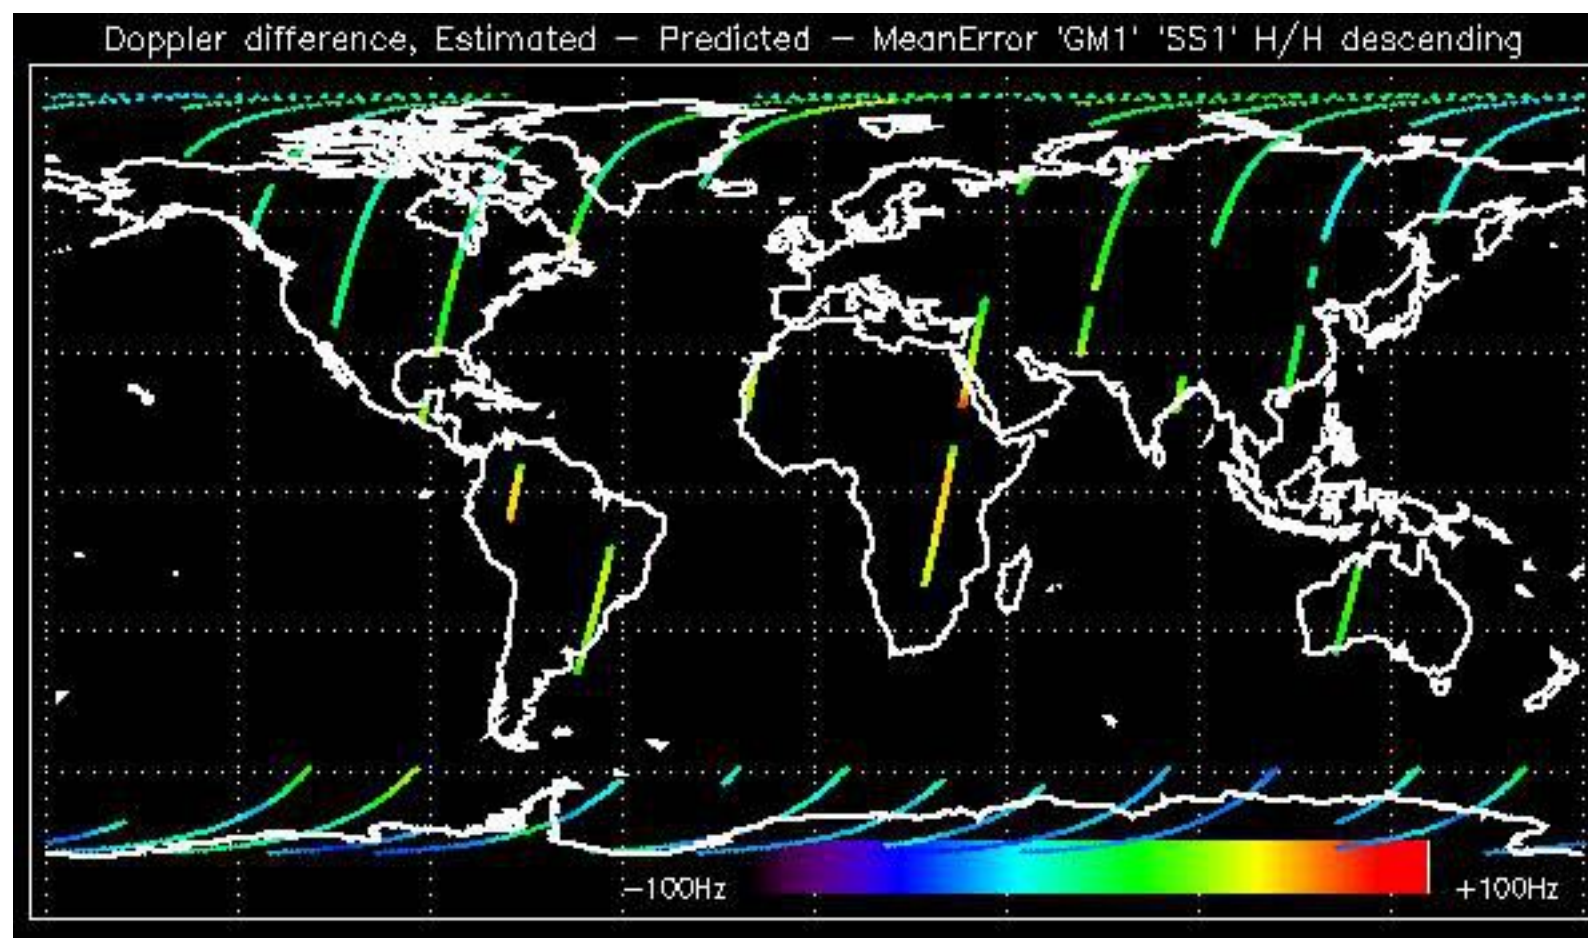 Doppler difference, Estimated — Predicted — MeanError 'GM1' 'SS1' H/H descending
−100Hz +100Hz